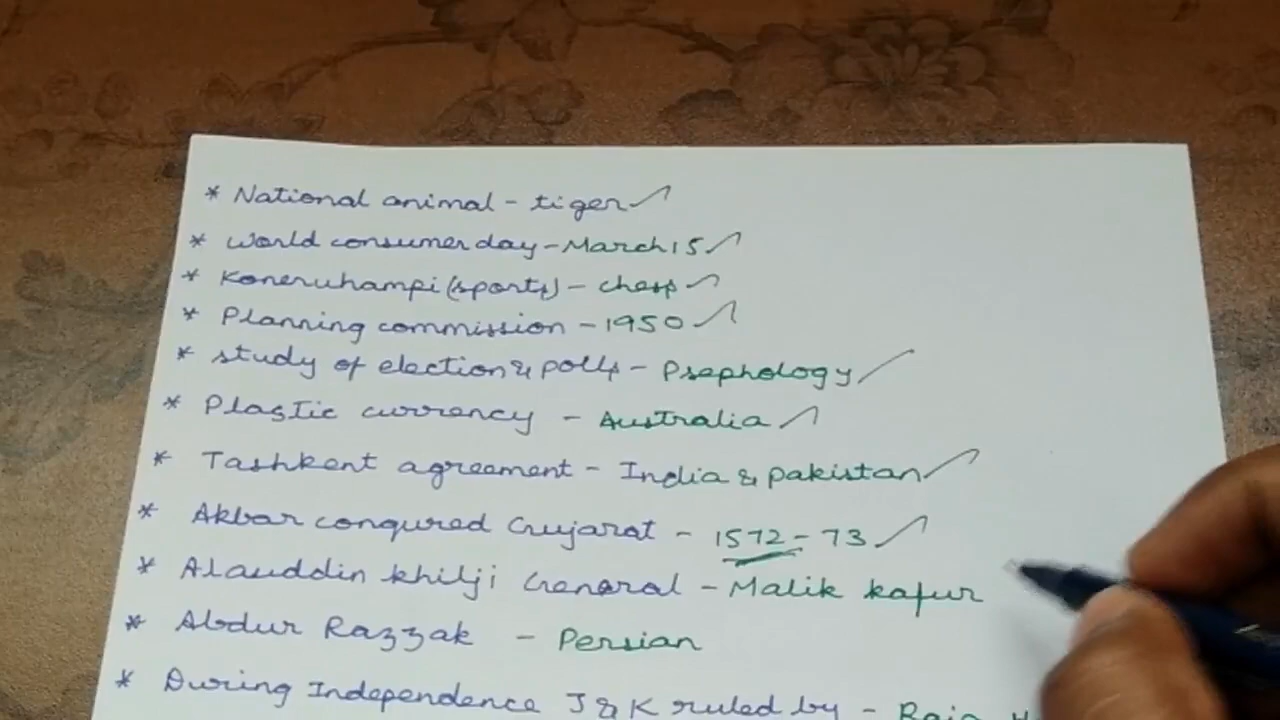 * National animal - tiger
* World consumer day - March 15
* Koneruhampi (sports) - chess
* Planning commission - 1950
* study of election & polls - Psephology
* Plastic currency - Australia
* Tashkent agreement - India & pakistan
* Akbar conqured Gujarat - 1572 - 73
* Alauddin khilji General - Malik kafur
* Abdur Razzak - Persian
* During Independence J & K ruled by -